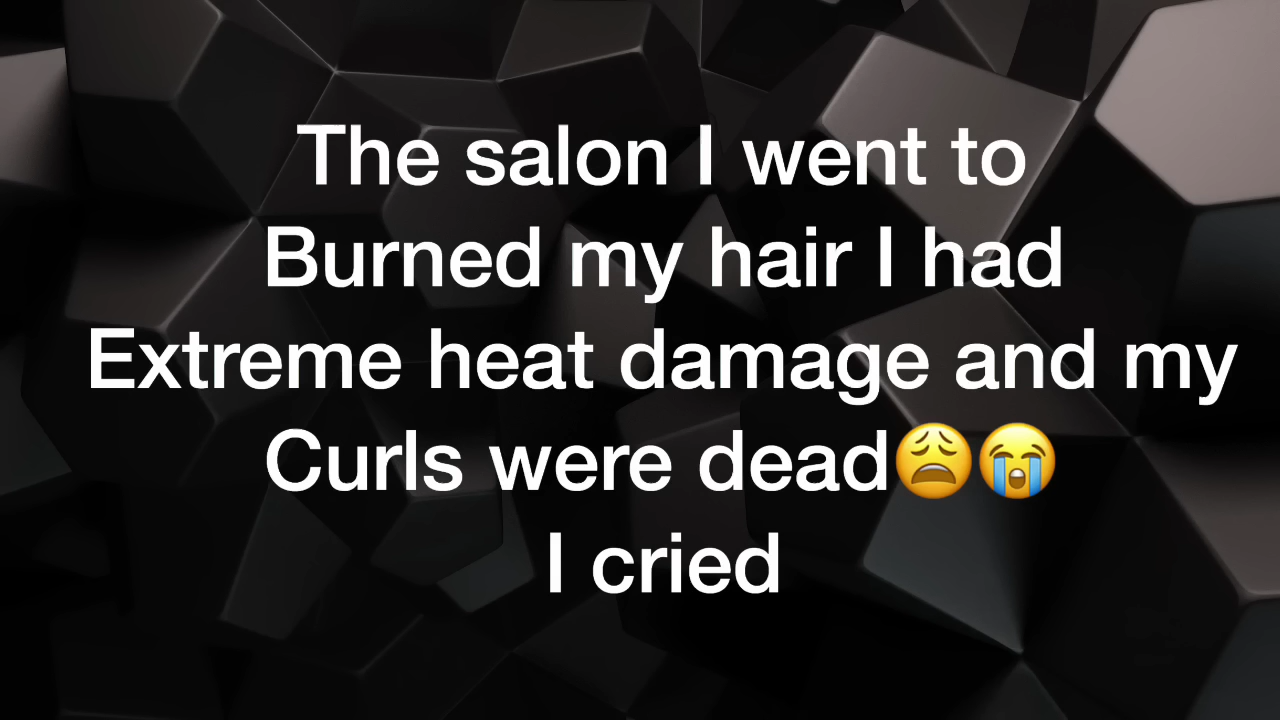 The salon I went to
Burned my hair I had
Extreme heat damage and my
Curls were dead😩😭
I cried